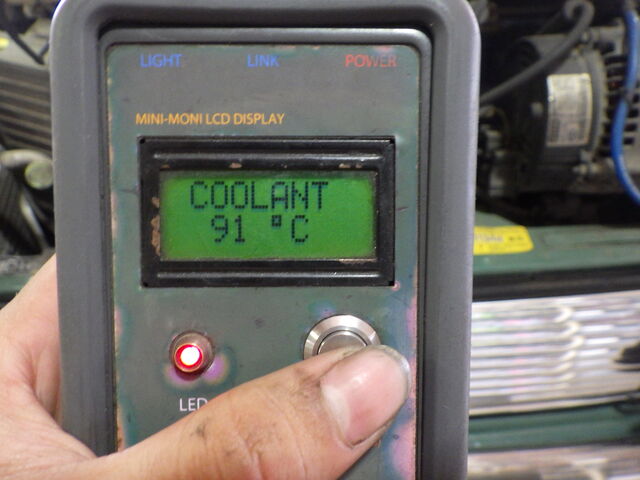 LIGHT LINK POWER
MINI-MONI LCD DISPLAY
COOLANT
91 °C
LED